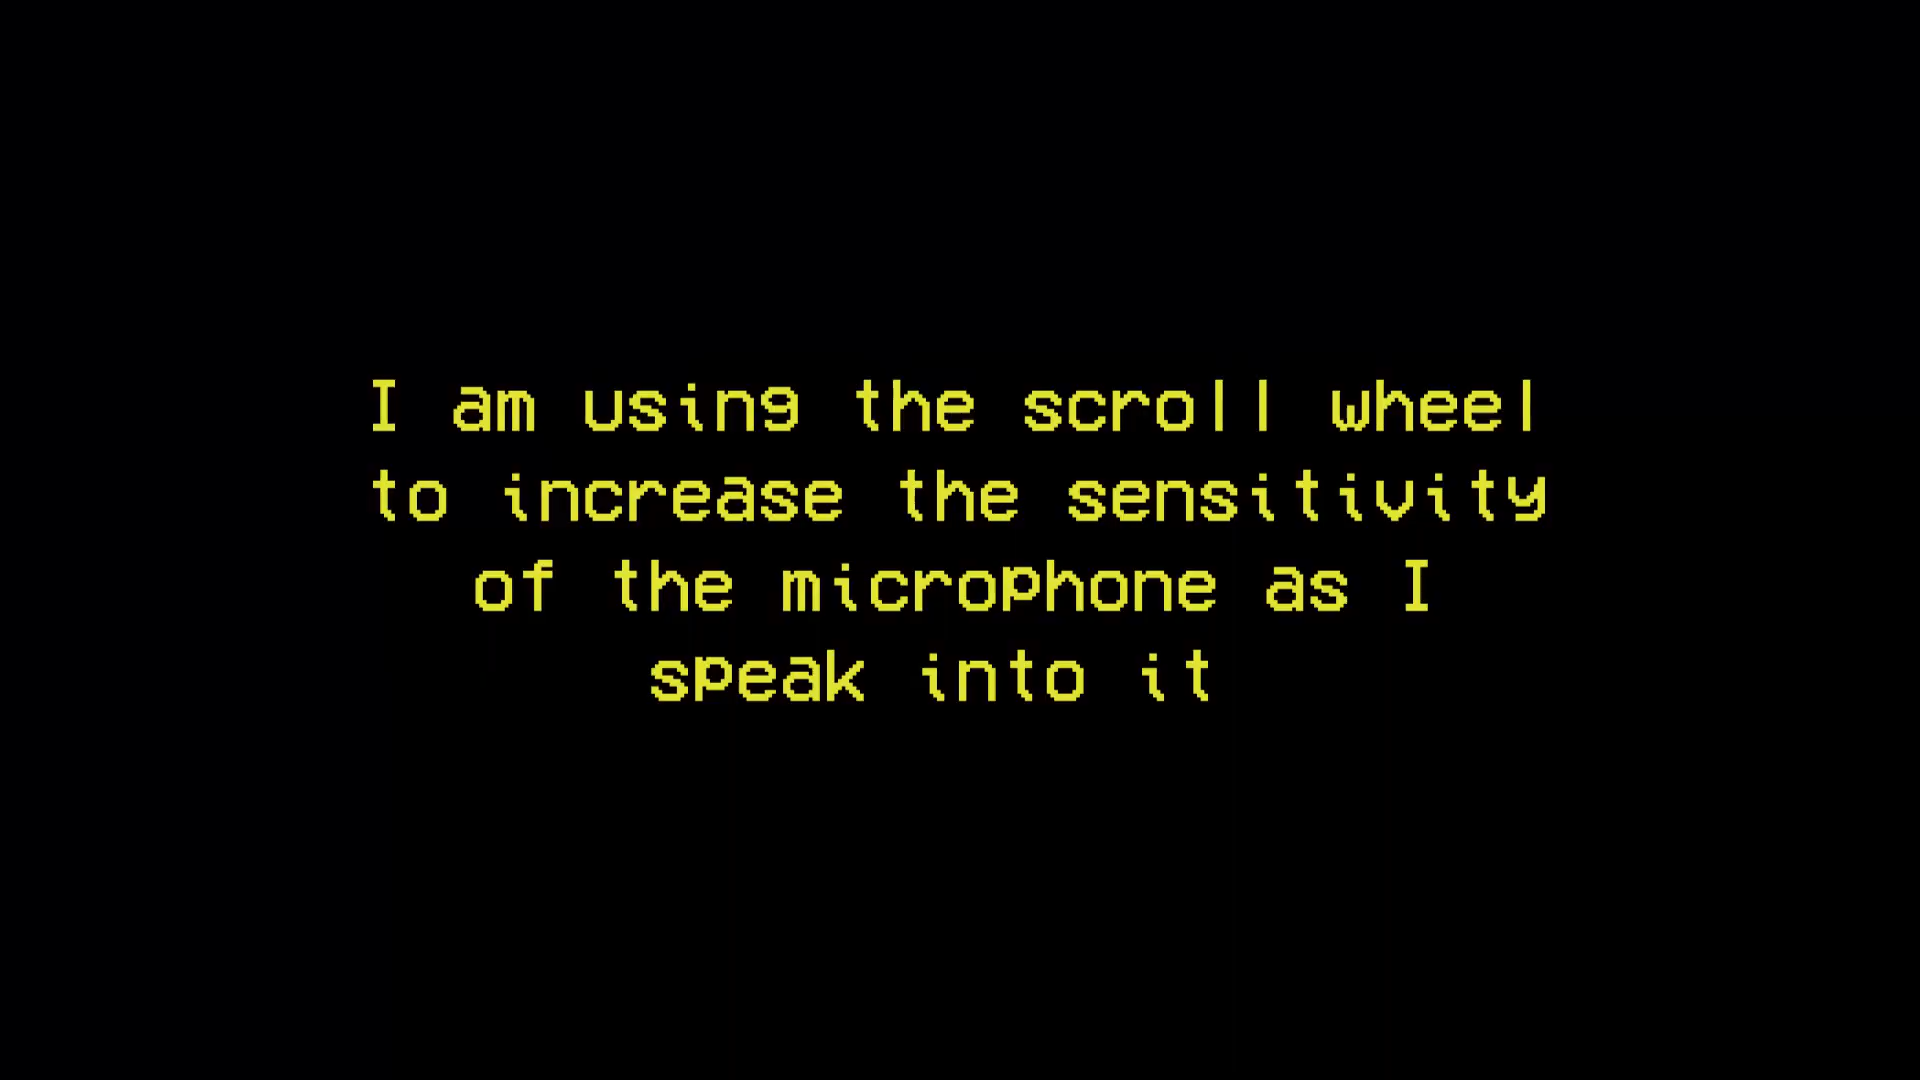 I am using the scroll wheel
to increase the sensitivity
of the microphone as I
speak into it